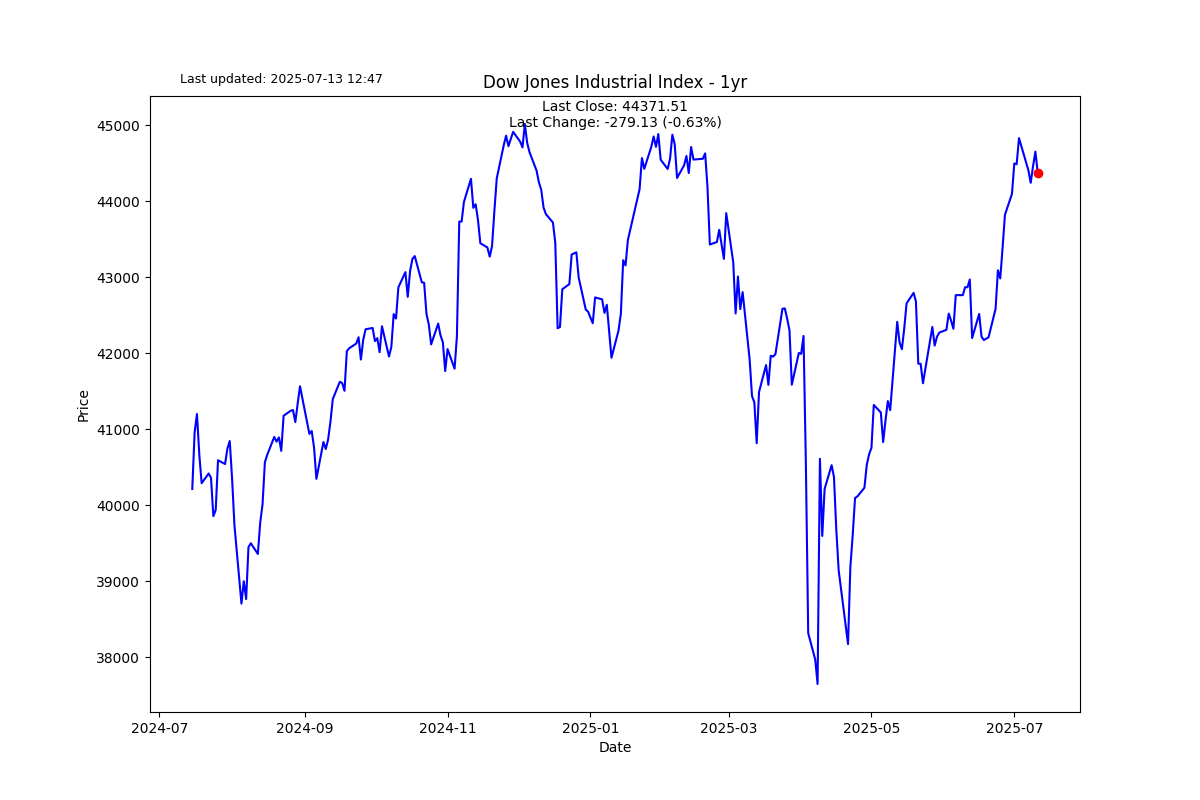 Last updated: 2025-07-13 12:47
Dow Jones Industrial Index - 1yr
Last Close: 44371.51
Last Change: -279.13 (-0.63%)
45000
44000
43000
42000
41000
40000
39000
38000
Price
2024-07
2024-09
2024-11
2025-01
2025-03
2025-05
2025-07
Date